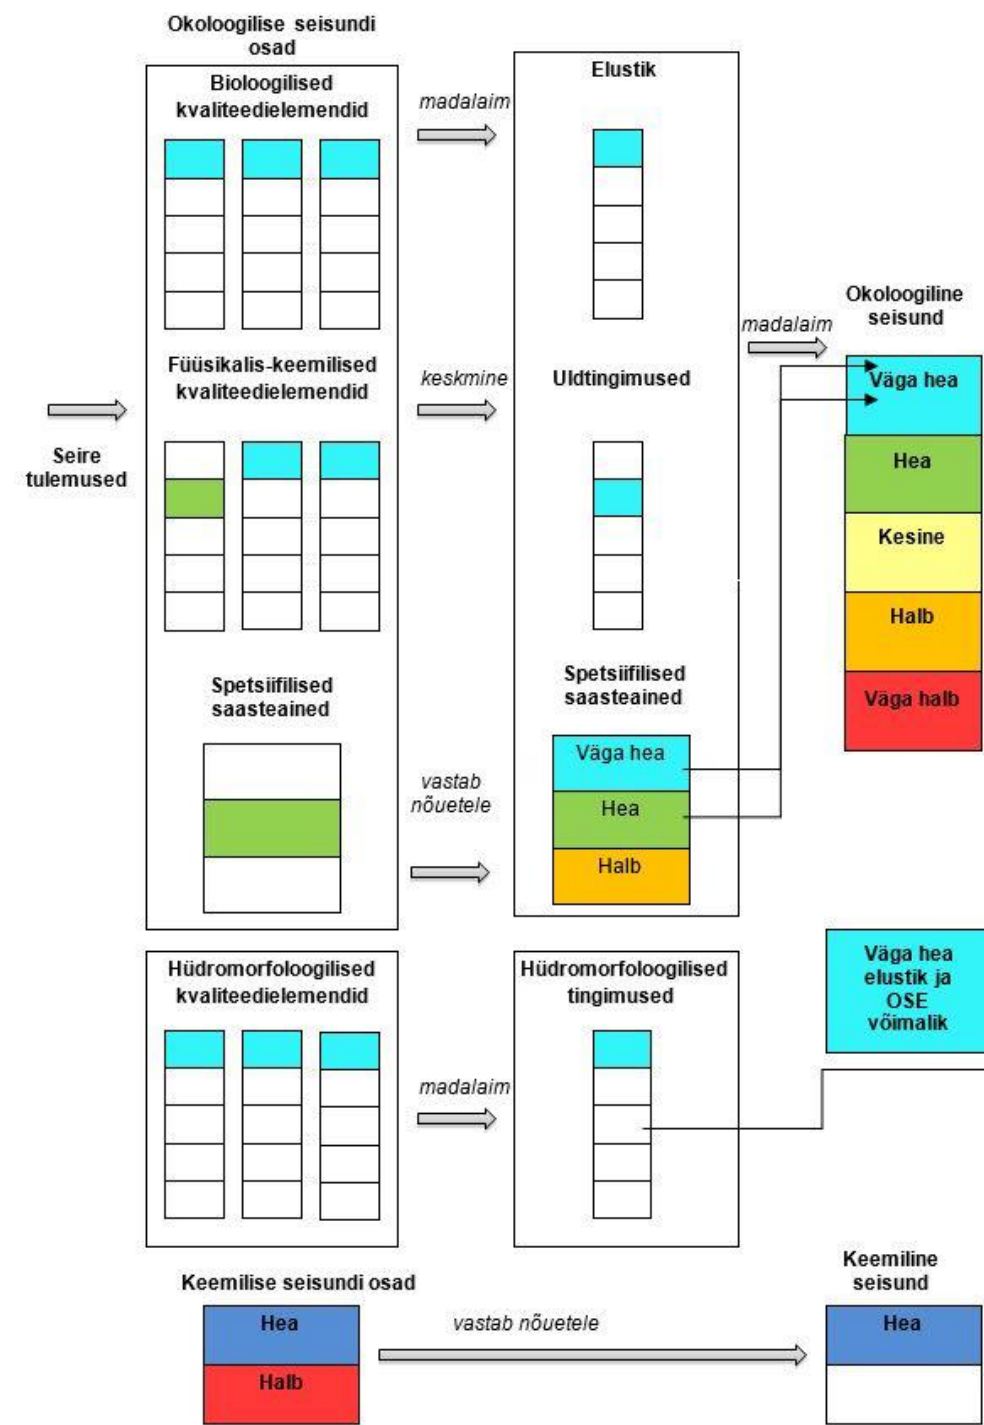 Okoloogilise seisundi
osad
Bioloogilised
kvaliteedielemendid
madalaim
Elustik
Füüsikalis-keemilised
kvaliteedielemendid
keskmine
Uldtingimused
madalaim
Okoloogiline
seisund
Väga hea
Hea
Kesine
Halb
Väga halb
Seire
tulemused
Spetsiifilised
saasteained
vastab
nõuetele
Spetsiifilised
saasteained
Väga hea
Hea
Halb
Hüdromorfoloogilised
kvaliteedielemendid
madalaim
Hüdromorfoloogilised
tingimused
Väga hea
elustik ja
OSE
võimalik
Keemilise seisundi osad
Hea
Halb
vastab nõuetele
Keemiline
seisund
Hea